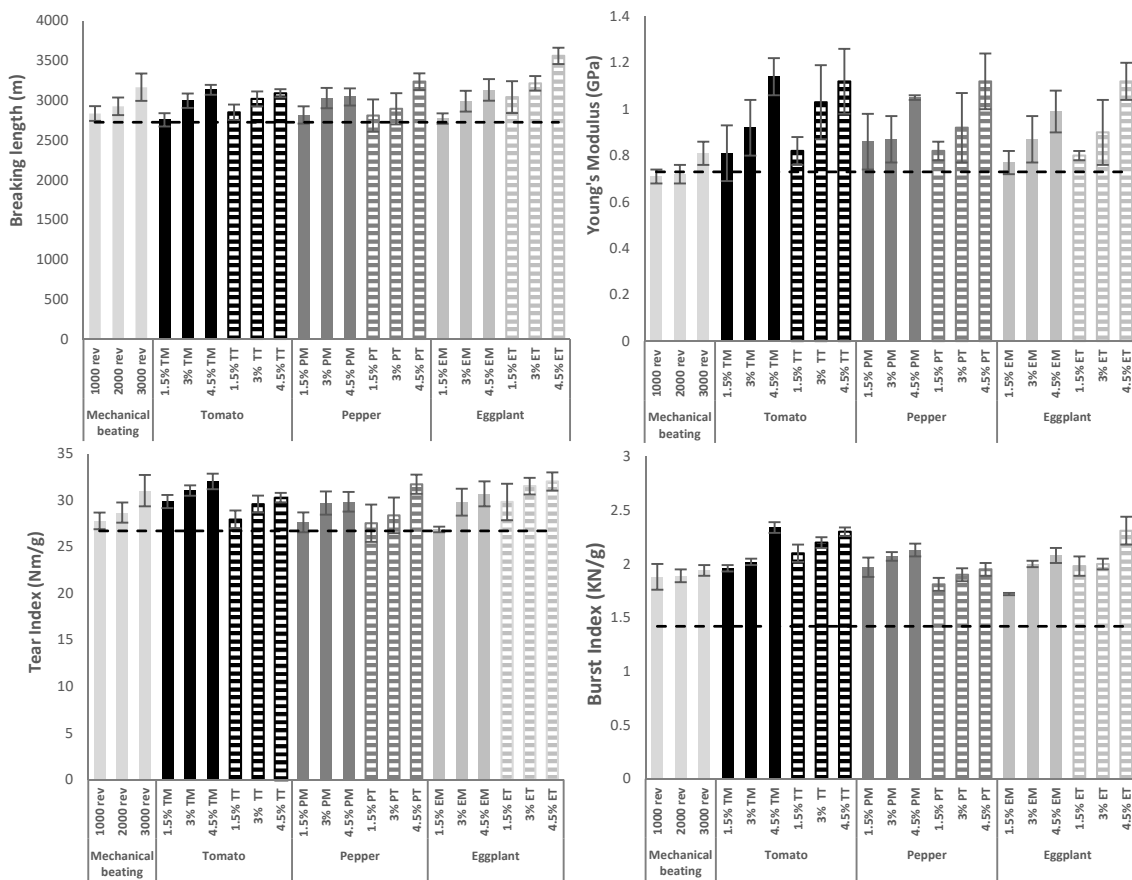 Breaking length (m)
4000
3500
3000
2500
2000
1500
1000
500
0
1000 rev
2000 rev
3000 rev
1.5% TM
3% TM
4.5% TM
1.5% TT
3% TT
4.5% TT
1.5% PM
3% PM
4.5% PM
1.5% PT
3% PT
4.5% PT
1.5% EM
3% EM
4.5% EM
1.5% ET
3% ET
4.5% ET
Mechanical
beating
Tomato
Pepper
Eggplant
Young's Modulus (GPa)
1.4
1.2
1
0.8
0.6
0.4
0.2
0
1000 rev
2000 rev
3000 rev
1.5% TM
3% TM
4.5% TM
1.5% TT
3% TT
4.5% TT
1.5% PM
3% PM
4.5% PM
1.5% PT
3% PT
4.5% PT
1.5% EM
3% EM
4.5% EM
1.5% ET
3% ET
4.5% ET
Mechanical
beating
Tomato
Pepper
Eggplant
Tear Index (Nm/g)
35
30
25
20
15
10
5
0
1000 rev
2000 rev
3000 rev
1.5% TM
3% TM
4.5% TM
1.5% TT
3% TT
4.5% TT
1.5% PM
3% PM
4.5% PM
1.5% PT
3% PT
4.5% PT
1.5% EM
3% EM
4.5% EM
1.5% ET
3% ET
4.5% ET
Mechanical
beating
Tomato
Pepper
Eggplant
Burst Index (KN/g)
3
2.5
2
1.5
1
0.5
0
1000 rev
2000 rev
3000 rev
1.5% TM
3% TM
4.5% TM
1.5% TT
3% TT
4.5% TT
1.5% PM
3% PM
4.5% PM
1.5% PT
3% PT
4.5% PT
1.5% EM
3% EM
4.5% EM
1.5% ET
3% ET
4.5% ET
Mechanical
beating
Tomato
Pepper
Eggplant